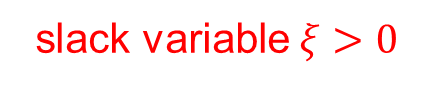 slack variable ξ > 0